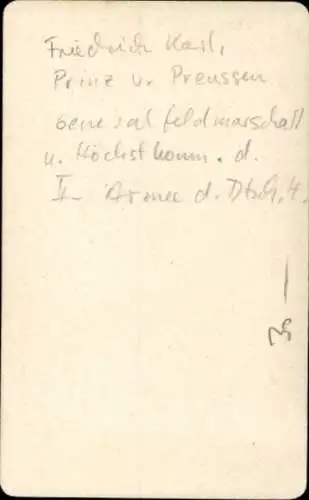 Friedrich Karl,
Prinz v. Preussen
Generalfeldmarschall
u. Höchstkomm. d.
II. Armee d. Dtsch. H.